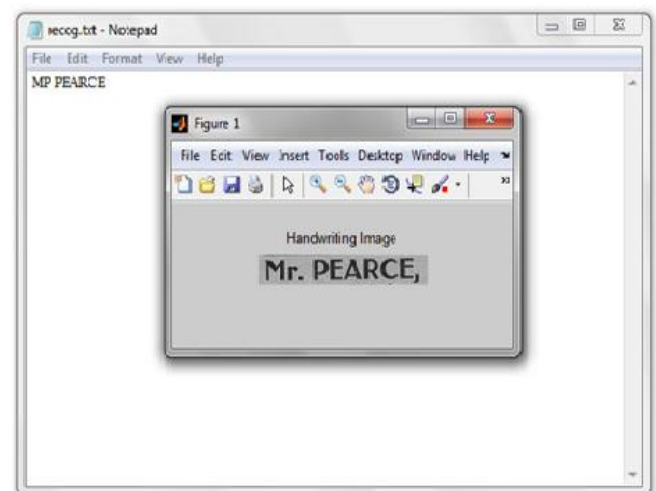 recog.txt - Notepad
File Edit Format View Help
MP PEARCE
Figure 1
File Edit View Insert Tools Desktop Window Help
Handwriting Image
Mr. PEARCE,